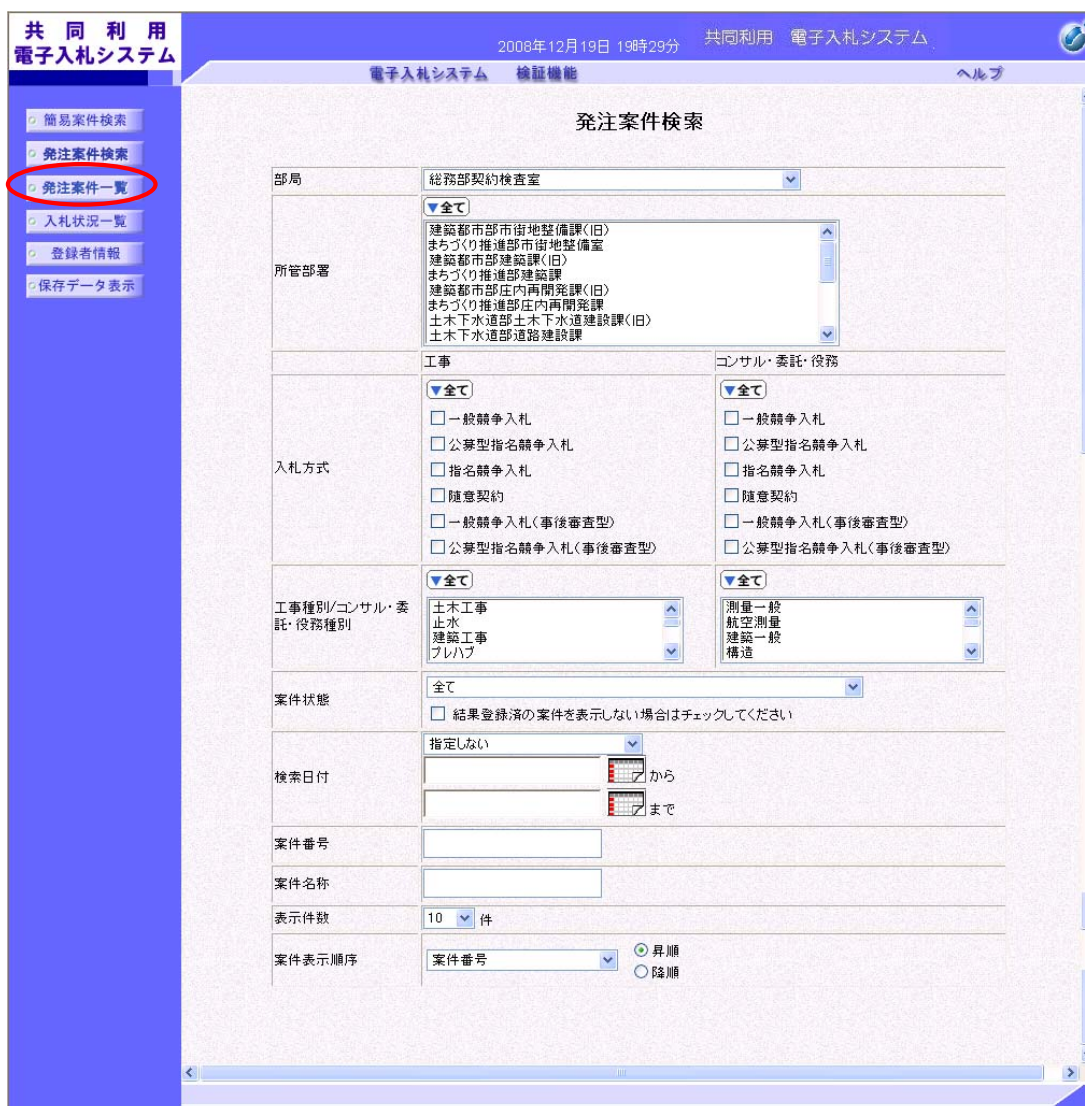 共 同 利 用
電子入札システム
2008年12月19日 19時29分
共同利用 電子入札システム
電子入札システム 検証機能 ヘルプ
簡易案件検索
発注案件検索
発注案件一覧
入札状況一覧
登録者情報
保存データ表示
発注案件検索
部局 総務部契約検査室
所管部署
▼全て
建築都市部市街地整備課(旧)
まちづくり推進部市街地整備室
建築都市部建築課(旧)
まちづくり推進部建築課
建築都市部庄内再開発課(旧)
まちづくり推進部庄内再開発課
土木下水道部土木下水道建設課(旧)
土木下水道部道路建設課
工事 コンサル・委託・役務
入札方式
▼全て ▼全て
一般競争入札 一般競争入札
公募型指名競争入札 公募型指名競争入札
指名競争入札 指名競争入札
随意契約 随意契約
一般競争入札(事後審査型) 一般競争入札(事後審査型)
公募型指名競争入札(事後審査型) 公募型指名競争入札(事後審査型)
工事種別/コンサル・委
託・役務種別
▼全て ▼全て
土木工事 測量一般
止水 航空測量
建築工事 建築一般
プレハブ 構造
案件状態
全て
結果登録済の案件を表示しない場合はチェックしてください
検索日付
指定しない
から
まで
案件番号
案件名称
表示件数 10 件
案件表示順序 案件番号
昇順
降順